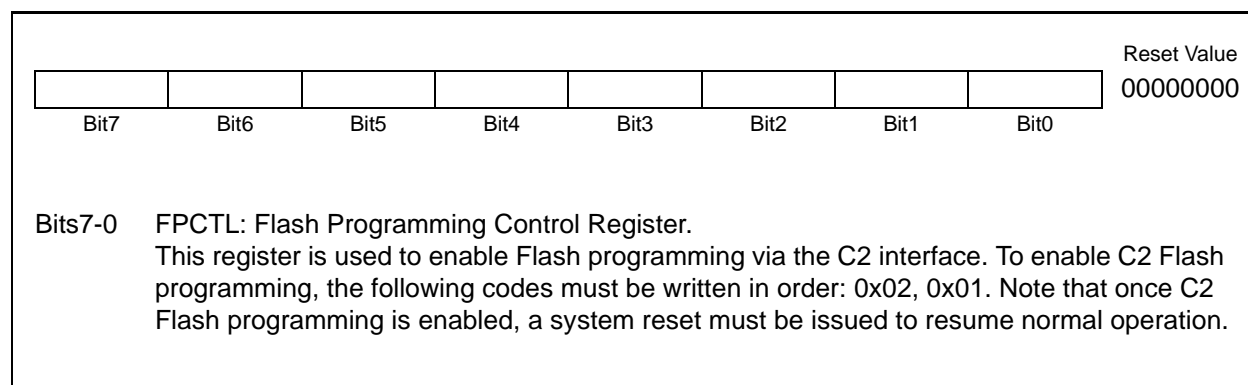 Reset Value
00000000
Bit7 Bit6 Bit5 Bit4 Bit3 Bit2 Bit1 Bit0
Bits7-0 FPCTL: Flash Programming Control Register.
This register is used to enable Flash programming via the C2 interface. To enable C2 Flash
programming, the following codes must be written in order: 0x02, 0x01. Note that once C2
Flash programming is enabled, a system reset must be issued to resume normal operation.